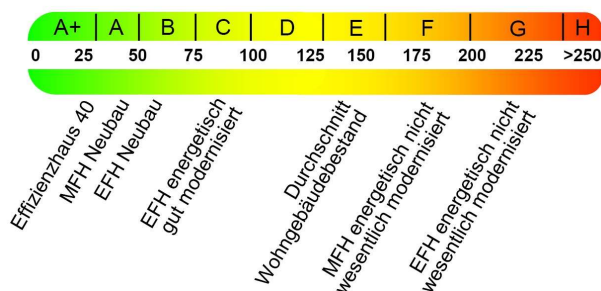 A+ A B C D E F G H
0 25 50 75 100 125 150 175 200 225 >250
Effizienzhaus 40
MFH Neubau
EFH Neubau
EFH energetisch
gut modernisiert
Durchschnitt
Wohngebäudebestand
MFH energetisch nicht
wesentlich modernisiert
EFH energetisch nicht
wesentlich modernisiert